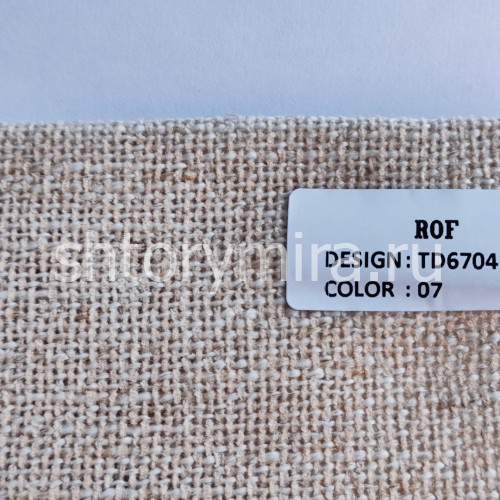 ROF
DESIGN : TD6704
COLOR : 07
shtorymira.ru